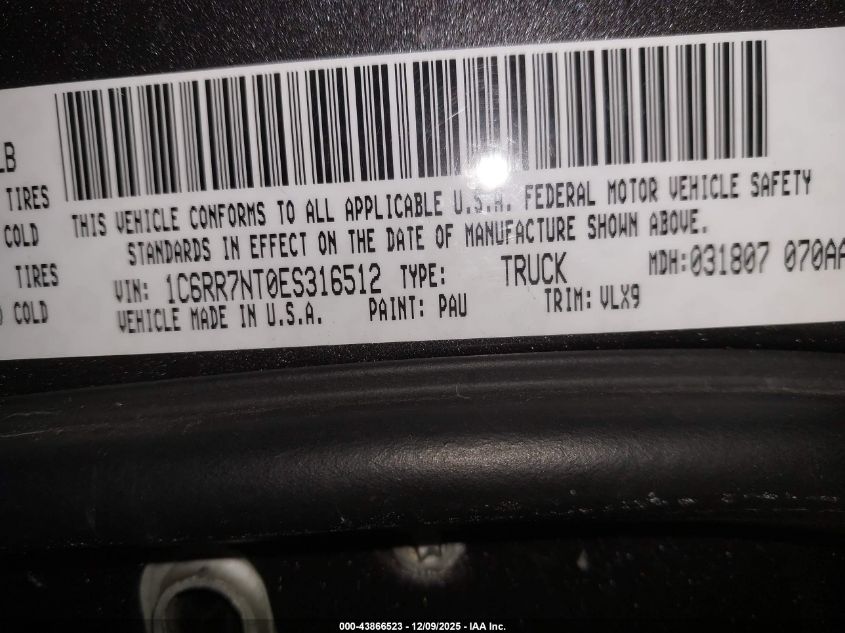 LB
TIRES
COLD
TIRES
COLD
THIS VEHICLE CONFORMS TO ALL APPLICABLE U.S.A. FEDERAL MOTOR VEHICLE SAFETY
STANDARDS IN EFFECT ON THE DATE OF MANUFACTURE SHOWN ABOVE.
VIN: 1C6RR7NT0ES316512 TYPE: TRUCK MDH:031807 070AA
VEHICLE MADE IN U.S.A. PAINT: PAU TRIM: VLX9
000-43866523 - 12/09/2025 - IAA Inc.